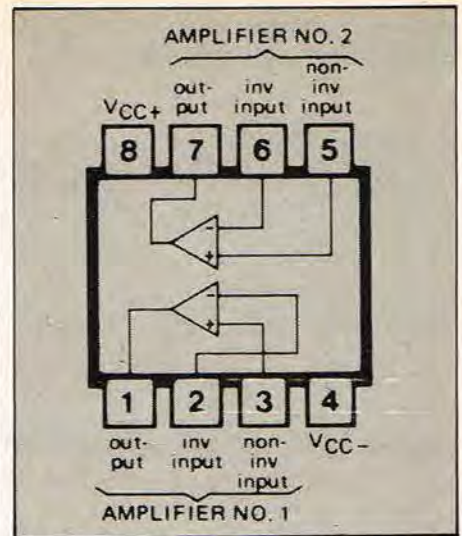 AMPLIFIER NO. 2
out-
put
inv
input
non-
inv
input
VCC+
8 7 6 5
-
+
-
+
1 2 3 4
out-
put
inv
input
non-
inv
input
VCC-
AMPLIFIER NO. 1